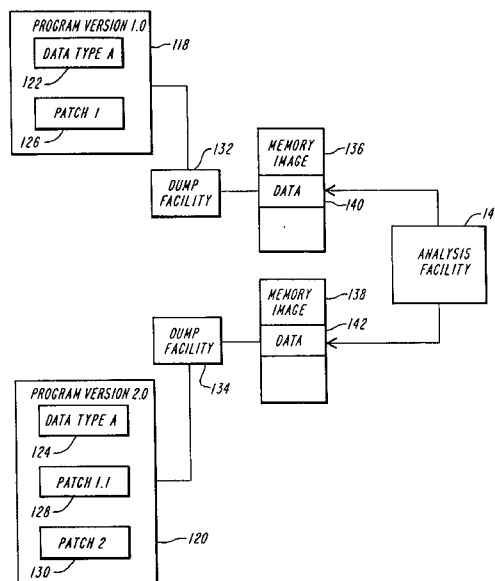 PROGRAM VERSION 1.0
DATA TYPE A
118
122
PATCH 1
126
132
DUMP
FACILITY
MEMORY
IMAGE
136
DATA
140
14
ANALYSIS
FACILITY
MEMORY
IMAGE
138
142
DATA
DUMP
FACILITY
134
PROGRAM VERSION 2.0
DATA TYPE A
124
PATCH 1.1
128
120
PATCH 2
130